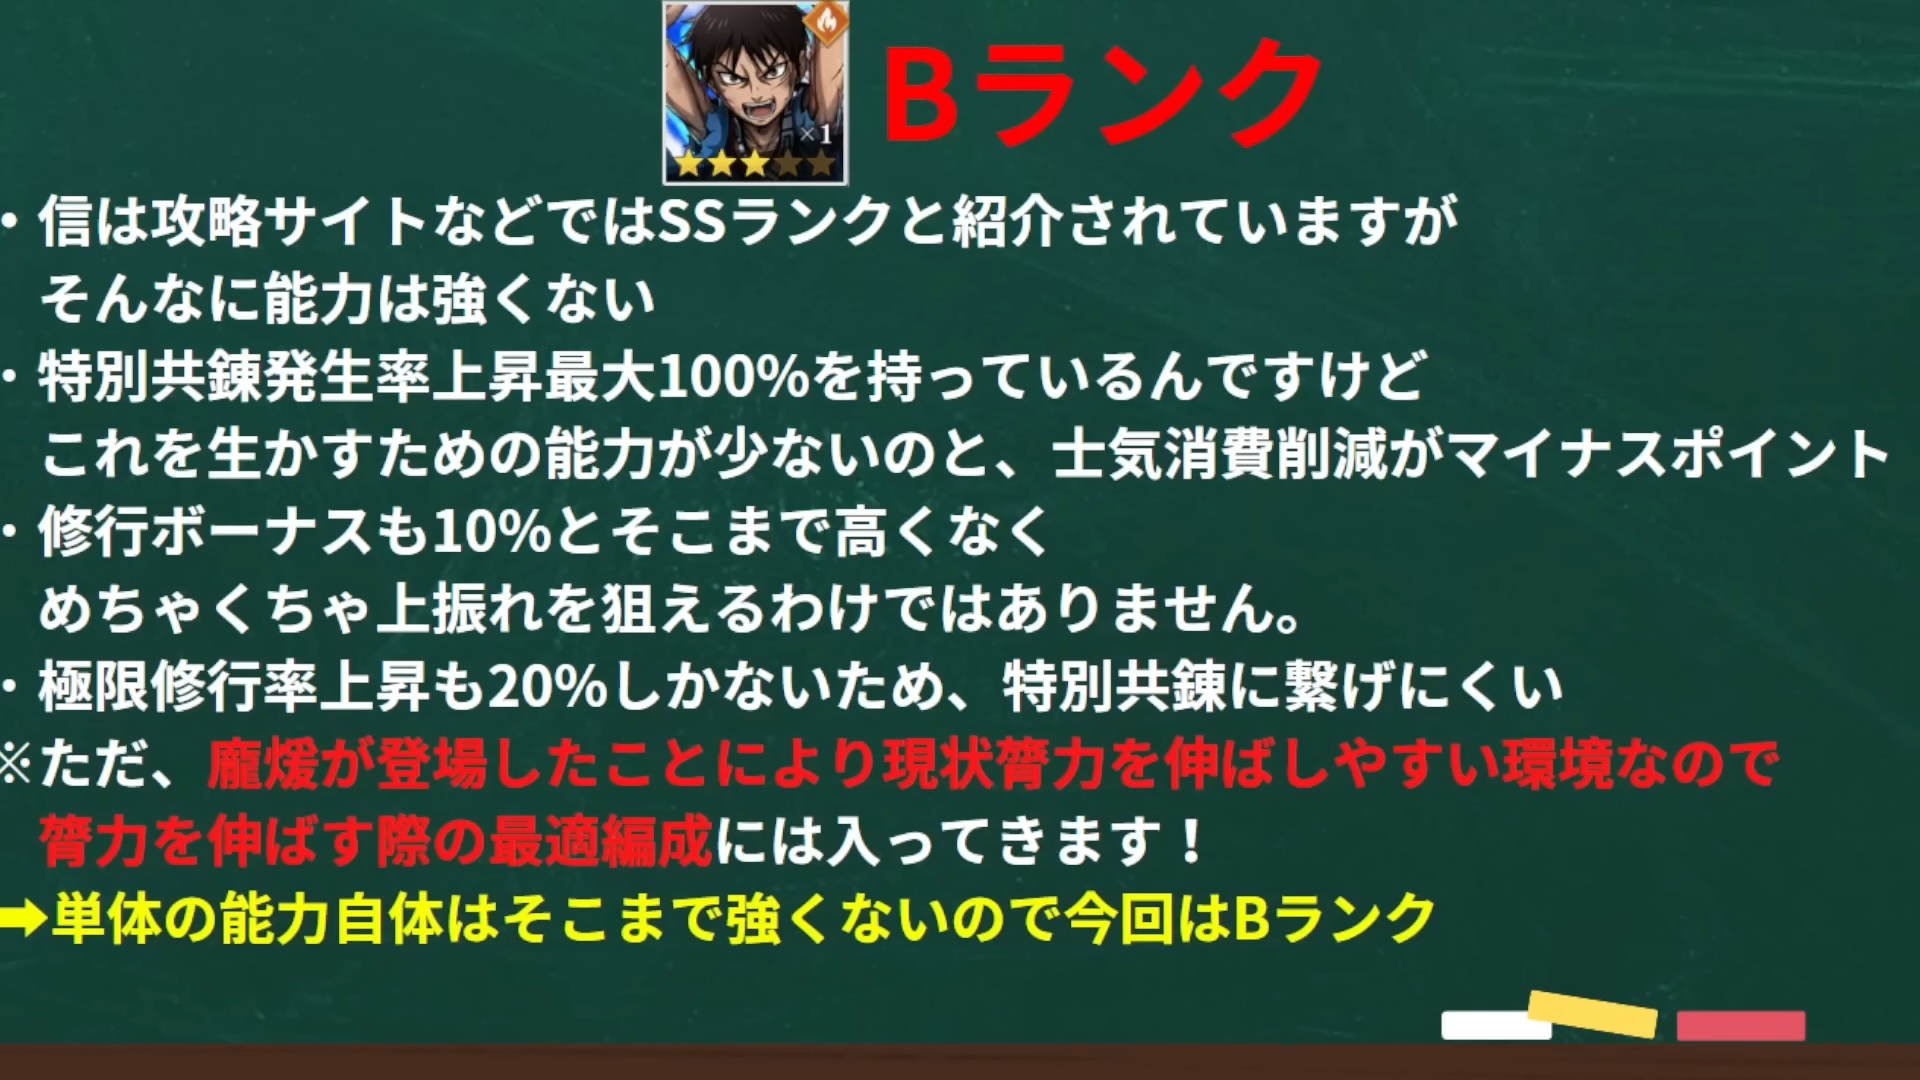 ×1
Bランク
・信は攻略サイトなどではSSランクと紹介されていますが
そんなに能力は強くない
・特別共錬発生率上昇最大100%を持っているんですけど
これを生かすための能力が少ないのと、士気消費削減がマイナスポイント
・修行ボーナスも10%とそこまで高くなく
めちゃくちゃ上振れを狙えるわけではありません。
・極限修行率上昇も20%しかないため、特別共錬に繋げにくい
※ただ、龐煖が登場したことにより現状膂力を伸ばしやすい環境なので
膂力を伸ばす際の最適編成には入ってきます！
➡単体の能力自体はそこまで強くないので今回はBランク